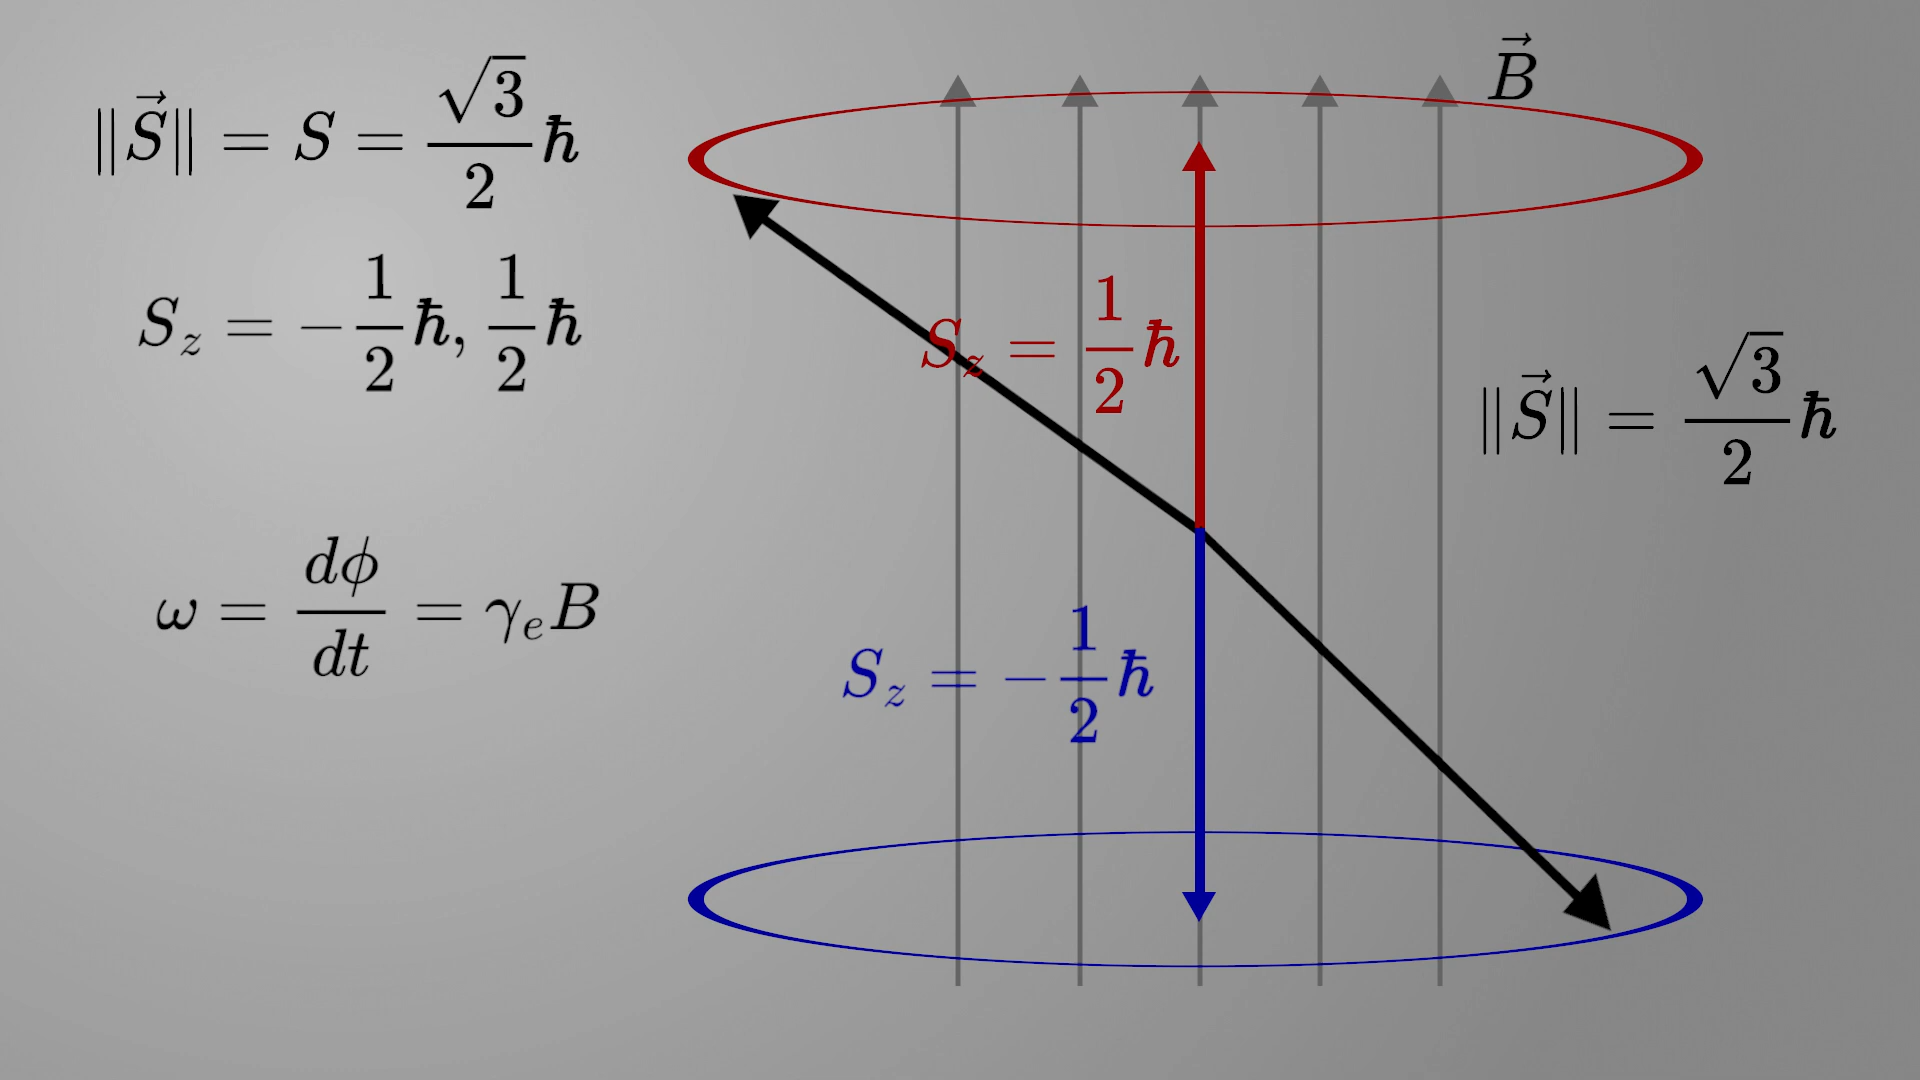 ‖S⃗‖ = S = √3/2 ħ
S_z = −1/2 ħ, 1/2 ħ
ω = dϕ/dt = γ_e B
B⃗
S_z = 1/2 ħ
‖S⃗‖ = √3/2 ħ
S_z = −1/2 ħ